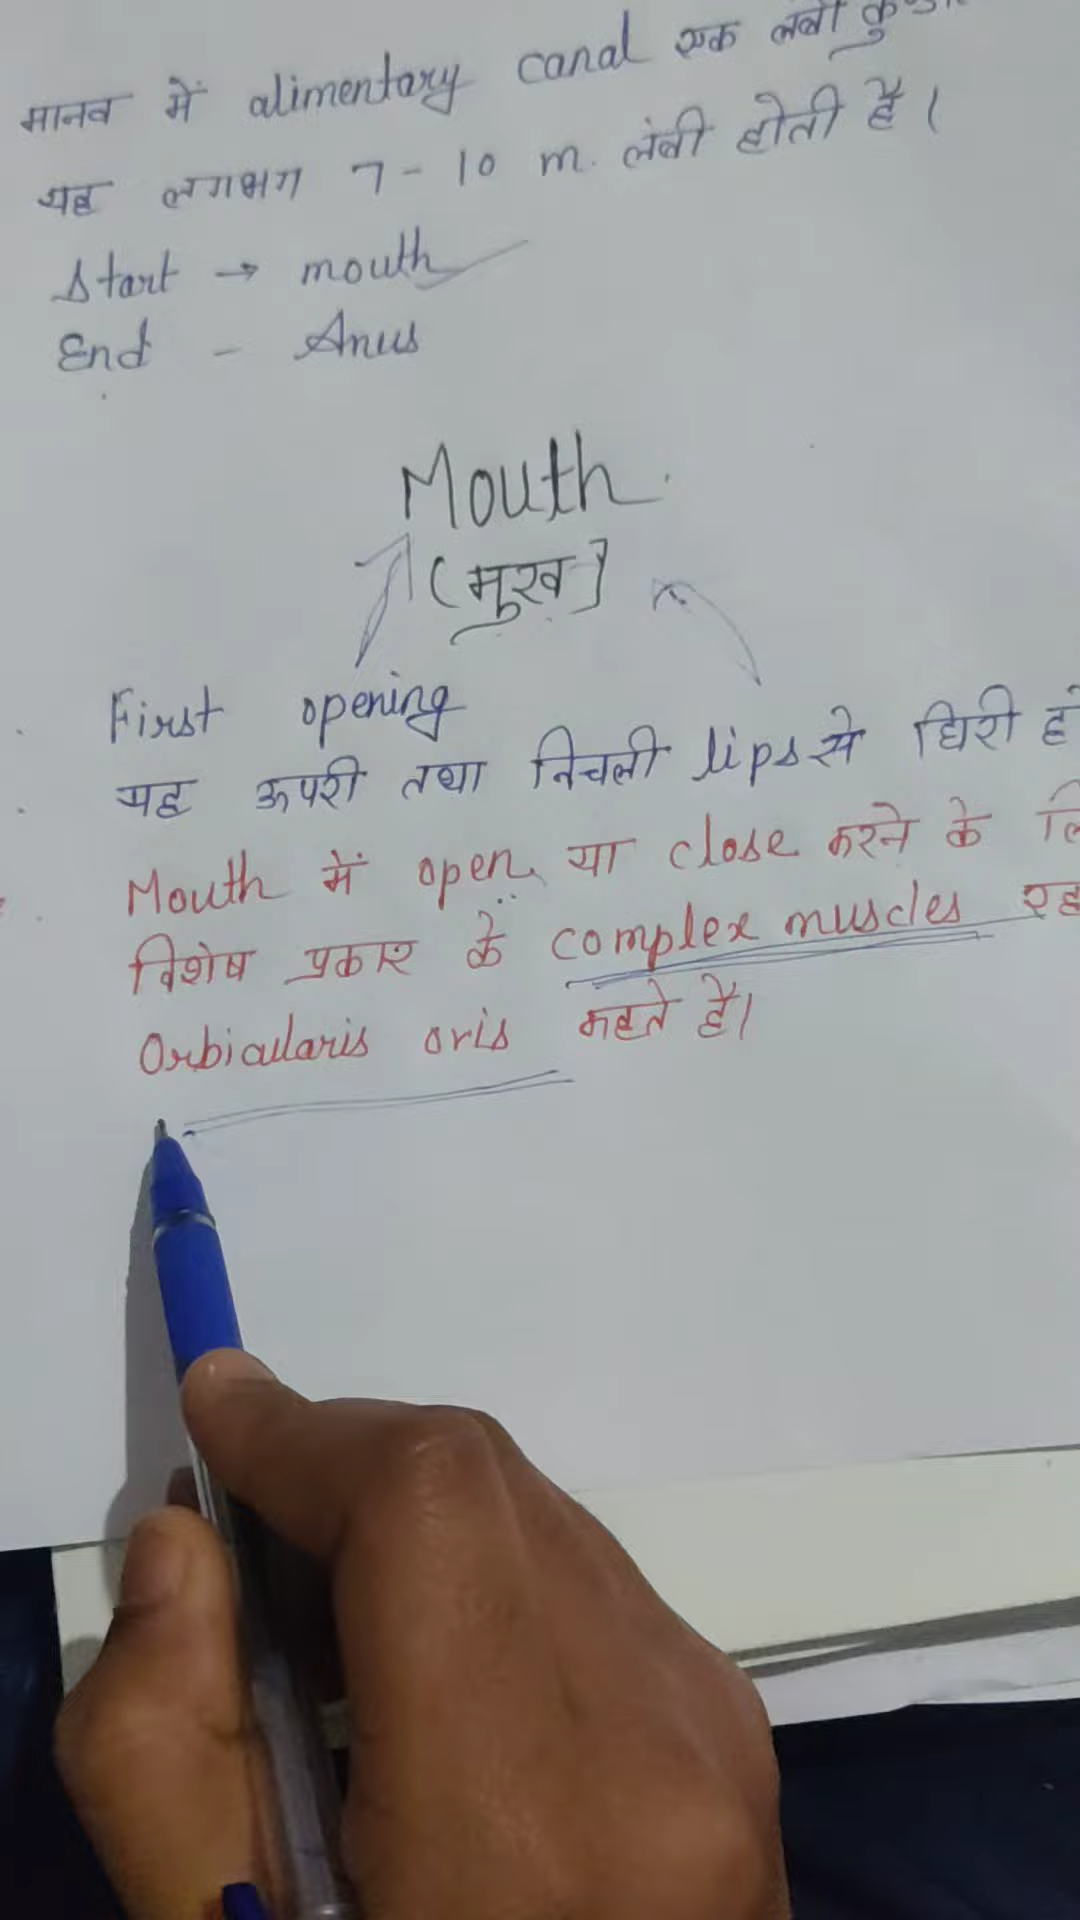 मानव में alimentary canal एक लंबी
यह लगभग 7-10 m. लंबी होती है।
Start → mouth
End - Anus
Mouth
(मुख)
First opening
यह ऊपरी तथा निचली lips से घिरी
Mouth में open या close करने के
विशेष प्रकार के complex muscles
Orbicularis oris कहते है।